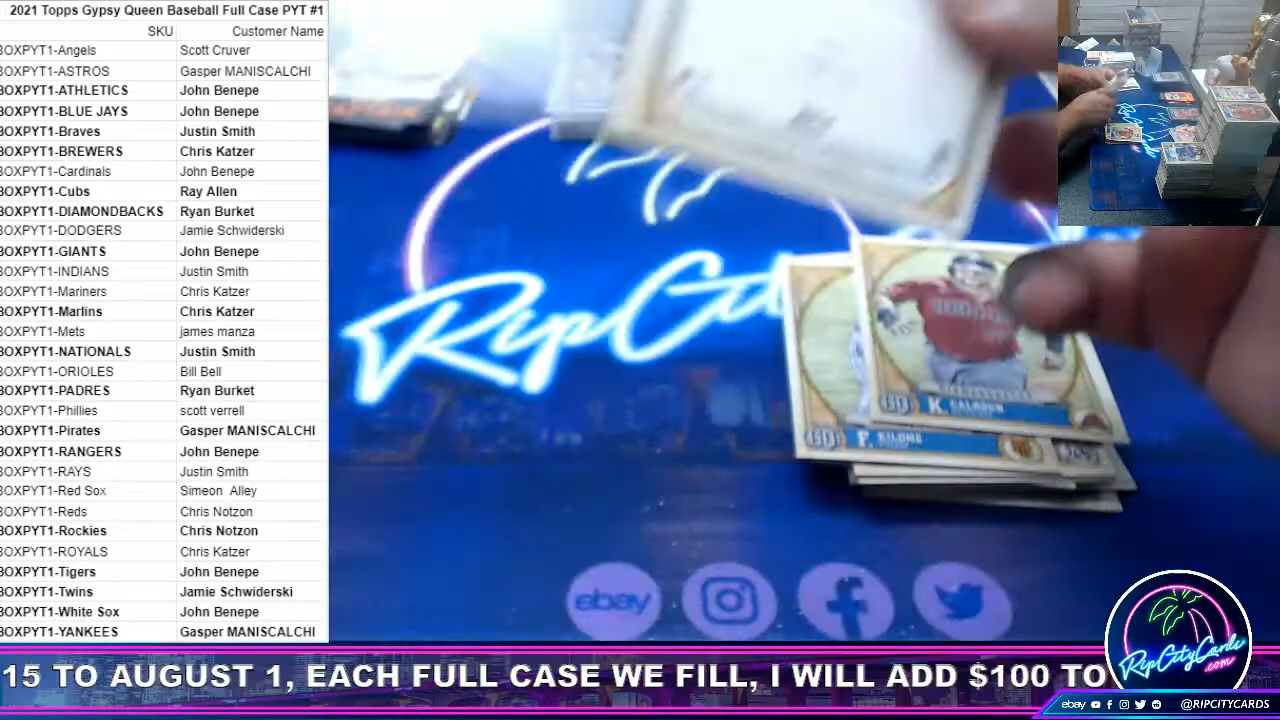 2021 Topps Gypsy Queen Baseball Full Case PYT #1
SKU Customer Name
BOXPYT1-Angels Scott Cruver
BOXPYT1-ASTROS Gasper MANISCALCHI
BOXPYT1-ATHLETICS John Benepe
BOXPYT1-BLUE JAYS John Benepe
BOXPYT1-Braves Justin Smith
BOXPYT1-BREWERS Chris Katzer
BOXPYT1-Cardinals John Benepe
BOXPYT1-Cubs Ray Allen
BOXPYT1-DIAMONDBACKS Ryan Burket
BOXPYT1-DODGERS Jamie Schwiderski
BOXPYT1-GIANTS John Benepe
BOXPYT1-INDIANS Justin Smith
BOXPYT1-Mariners Chris Katzer
BOXPYT1-Marlins Chris Katzer
BOXPYT1-Mets james manza
BOXPYT1-NATIONALS Justin Smith
BOXPYT1-ORIOLES Bill Bell
BOXPYT1-PADRES Ryan Burket
BOXPYT1-Phillies scott verrell
BOXPYT1-Pirates Gasper MANISCALCHI
BOXPYT1-RANGERS John Benepe
BOXPYT1-RAYS Justin Smith
BOXPYT1-Red Sox Simeon Alley
BOXPYT1-Reds Chris Notzon
BOXPYT1-Rockies Chris Notzon
BOXPYT1-ROYALS Chris Katzer
BOXPYT1-Tigers John Benepe
BOXPYT1-Twins Jamie Schwiderski
BOXPYT1-White Sox John Benepe
BOXPYT1-YANKEES Gasper MANISCALCHI
RipCit
GQ K. CALHOUN
GQ F. KILOME
ebay
15 TO AUGUST 1, EACH FULL CASE WE FILL, I WILL ADD $100 TO
RipCityCards
.com
ebay @RIPCITYCARDS